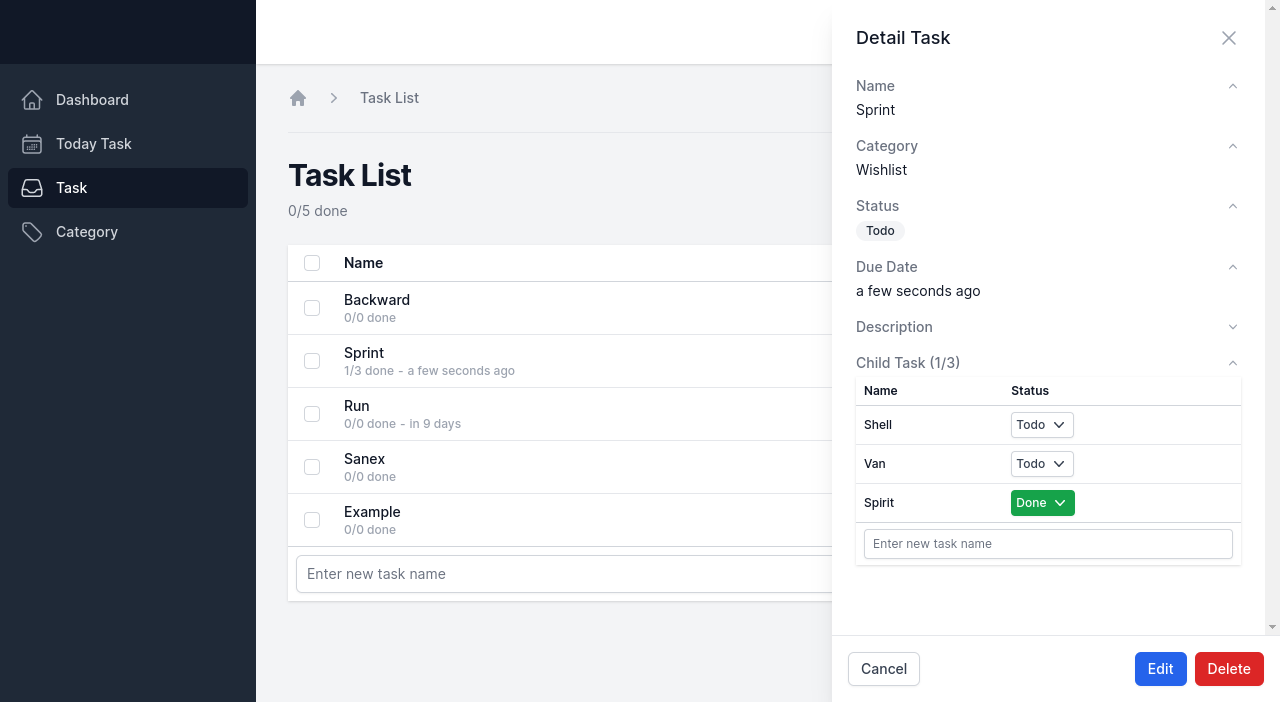 Dashboard
Today Task
Task
Category
Task List
Task List
0/5 done
Name
Backward
0/0 done
Sprint
1/3 done - a few seconds ago
Run
0/0 done - in 9 days
Sanex
0/0 done
Example
0/0 done
Enter new task name
Detail Task
Name
Sprint
Category
Wishlist
Status
Todo
Due Date
a few seconds ago
Description
Child Task (1/3)
Name Status
Shell Todo
Van Todo
Spirit Done
Enter new task name
Cancel Edit Delete